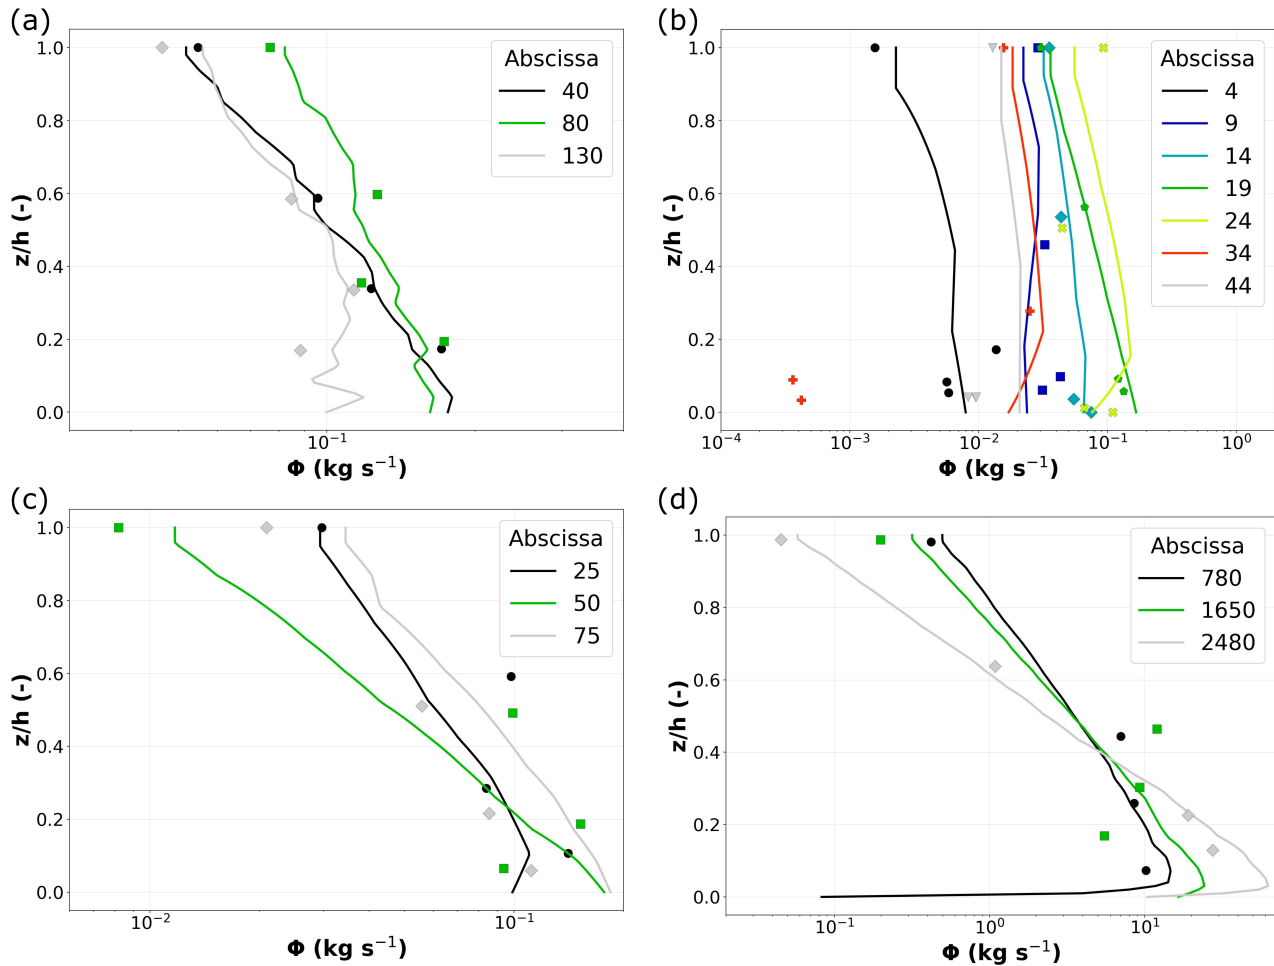 (a)
1.0
0.8
0.6
0.4
0.2
0.0
z/h (-)
10⁻¹
Φ (kg s⁻¹)
Abscissa
40
80
130
(b)
1.0
0.8
0.6
0.4
0.2
0.0
z/h (-)
10⁻⁴ 10⁻³ 10⁻² 10⁻¹ 10⁰
Φ (kg s⁻¹)
Abscissa
4
9
14
19
24
34
44
(c)
1.0
0.8
0.6
0.4
0.2
0.0
z/h (-)
10⁻² 10⁻¹
Φ (kg s⁻¹)
Abscissa
25
50
75
(d)
1.0
0.8
0.6
0.4
0.2
0.0
z/h (-)
10⁻¹ 10⁰ 10¹
Φ (kg s⁻¹)
Abscissa
780
1650
2480